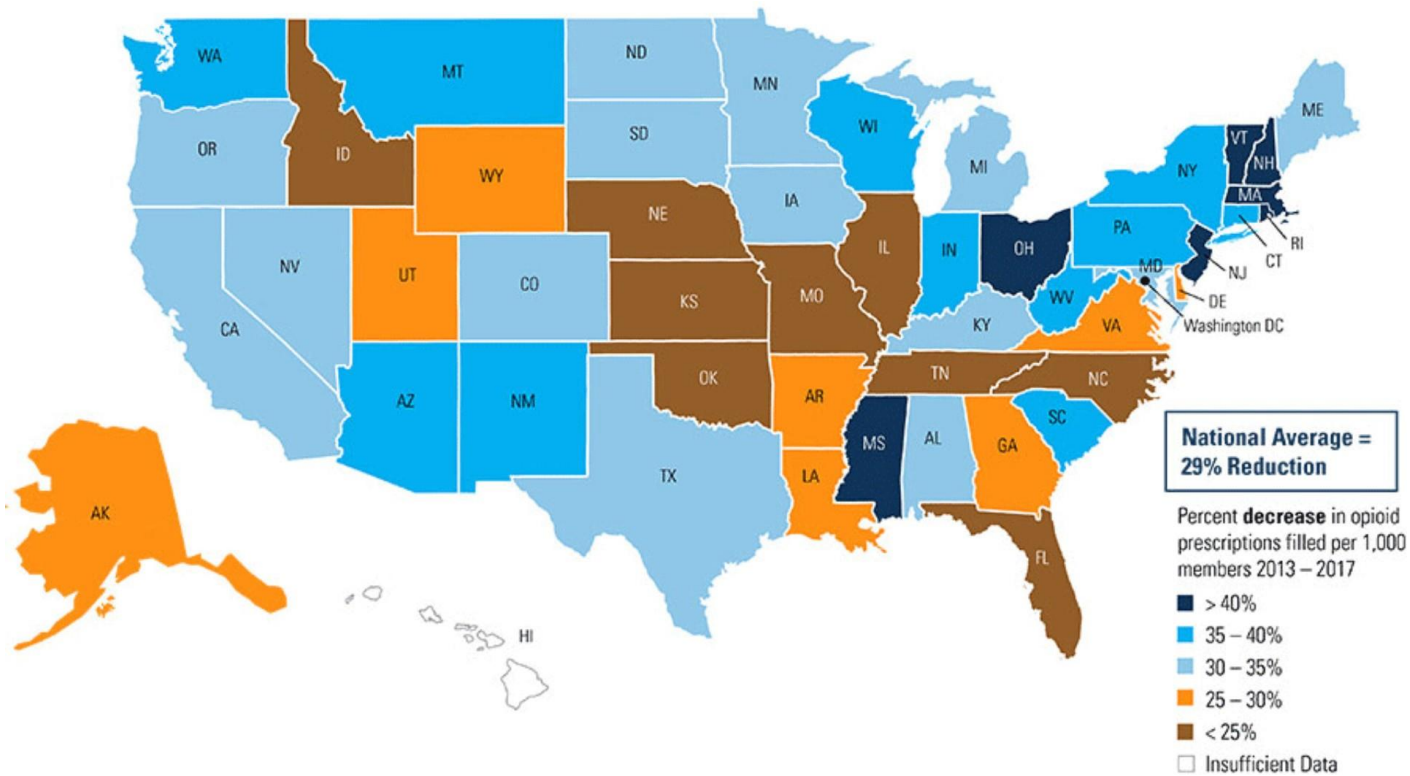 WA
MT
ND
MN
ME
VT
NH
OR
ID
SD
WI
MI
NY
MA
WY
IA
RI
CT
NE
PA
NJ
NV
UT
CO
IL
IN
OH
MD
DE
CA
KS
MO
WV
VA
Washington DC
KY
AZ
NM
OK
AR
TN
NC
SC
MS
AL
GA
TX
LA
FL
AK
HI
National Average =
29% Reduction
Percent decrease in opioid
prescriptions filled per 1,000
members 2013 – 2017
> 40%
35 – 40%
30 – 35%
25 – 30%
< 25%
Insufficient Data